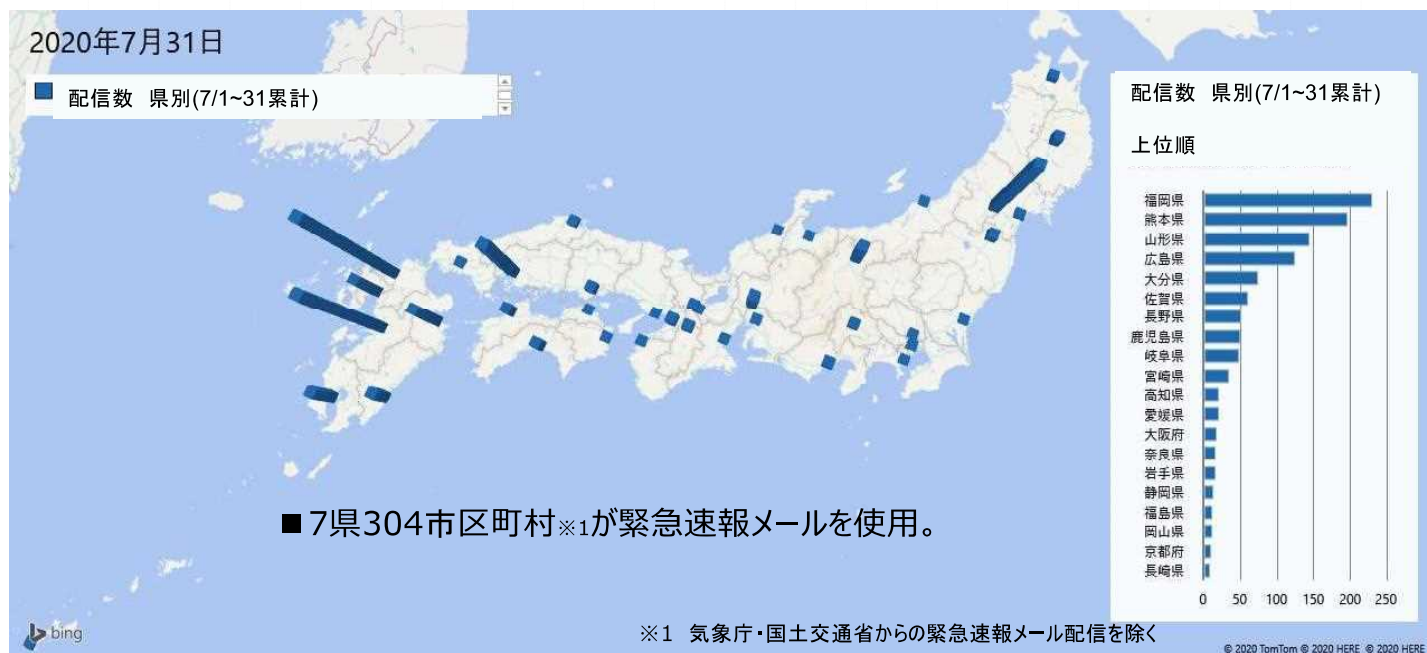 2020年7月31日
配信数 県別(7/1~31累計)
配信数 県別(7/1~31累計)
上位順
福岡県
熊本県
山形県
広島県
大分県
佐賀県
長野県
鹿児島県
岐阜県
宮崎県
高知県
愛媛県
大阪府
奈良県
岩手県
静岡県
福島県
岡山県
京都府
長崎県
0 50 100 150 200 250
■7県304市区町村※1が緊急速報メールを使用。
※1 気象庁・国土交通省からの緊急速報メール配信を除く
bing
© 2020 TomTom © 2020 HERE © 2020 HERE